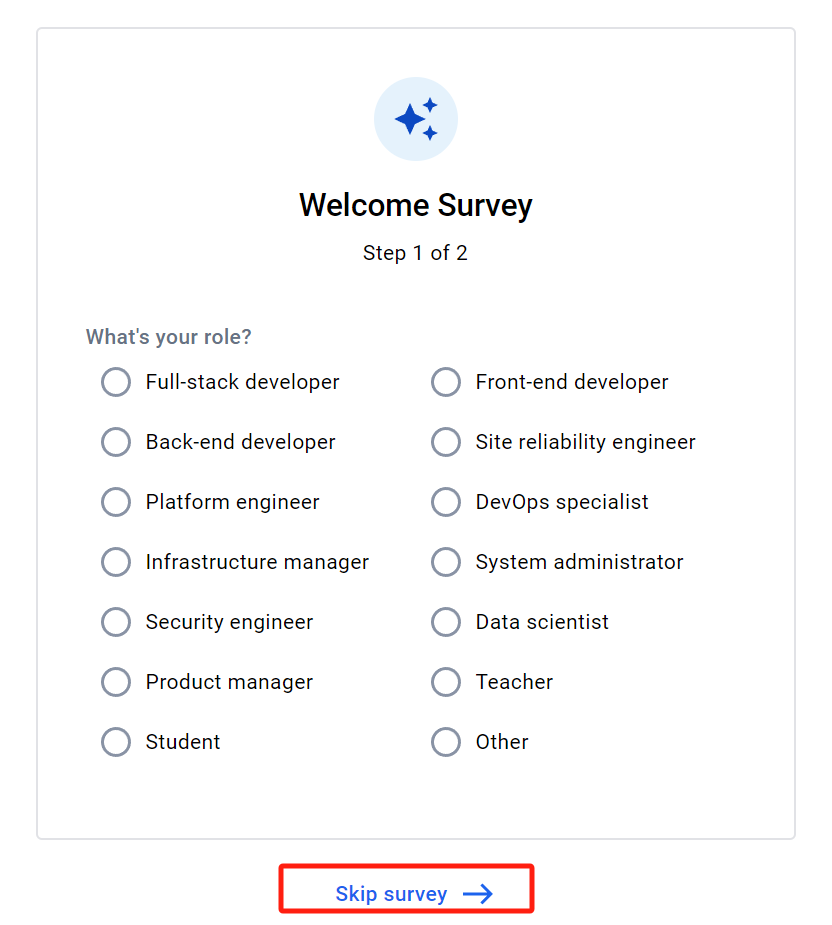 Welcome Survey
Step 1 of 2
What's your role?
Full-stack developer
Front-end developer
Back-end developer
Site reliability engineer
Platform engineer
DevOps specialist
Infrastructure manager
System administrator
Security engineer
Data scientist
Product manager
Teacher
Student
Other
Skip survey